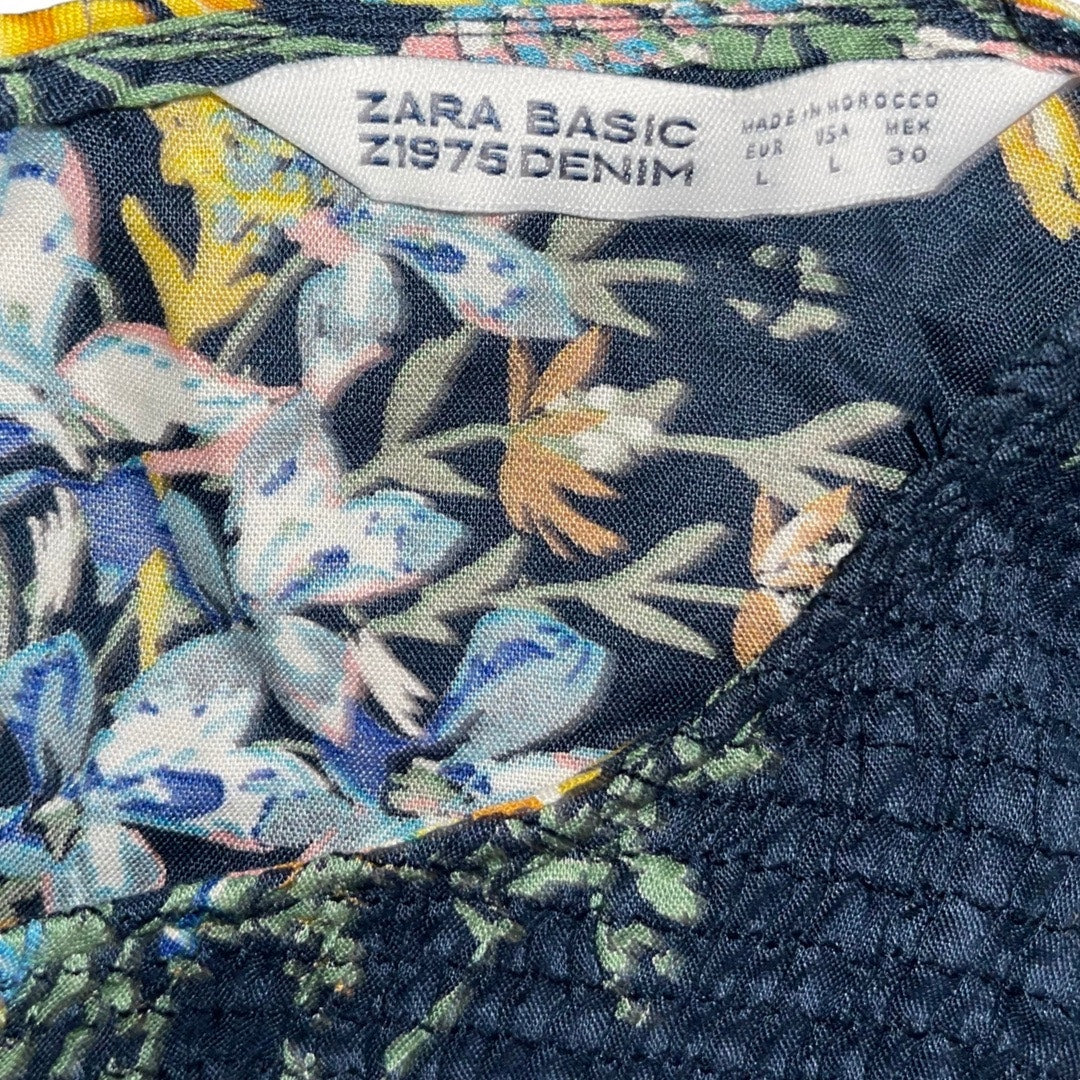 ZARA BASIC
Z1975 DENIM
MADE IN MOROCCO
EUR USA MEX
L L 30